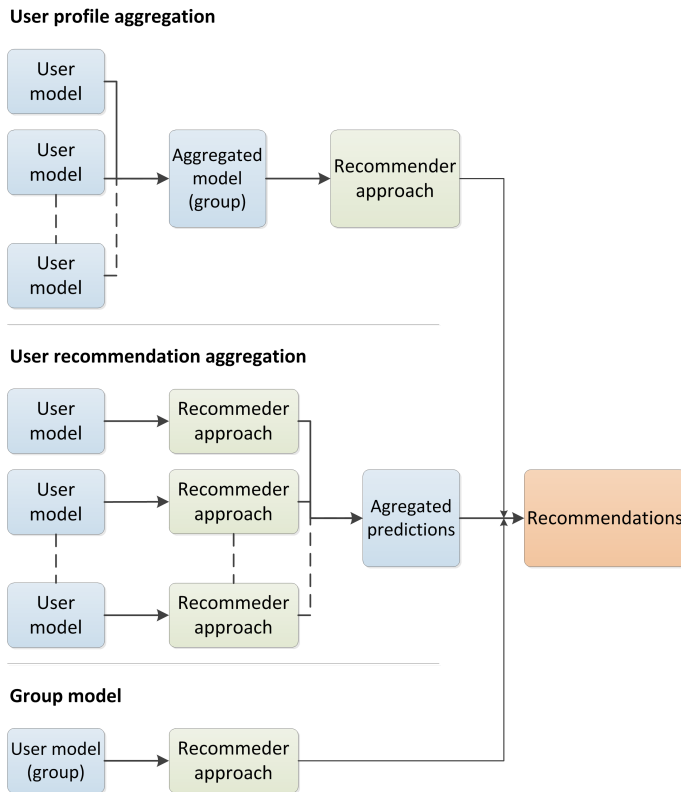 User profile aggregation
User
model
User
model
Aggregated
model
(group)
Recommender
approach
User
model
User recommendation aggregation
User
model
Recommeder
approach
User
model
Recommeder
approach
Agregated
predictions
Recommendations
User
model
Recommeder
approach
Group model
User model
(group)
Recommeder
approach